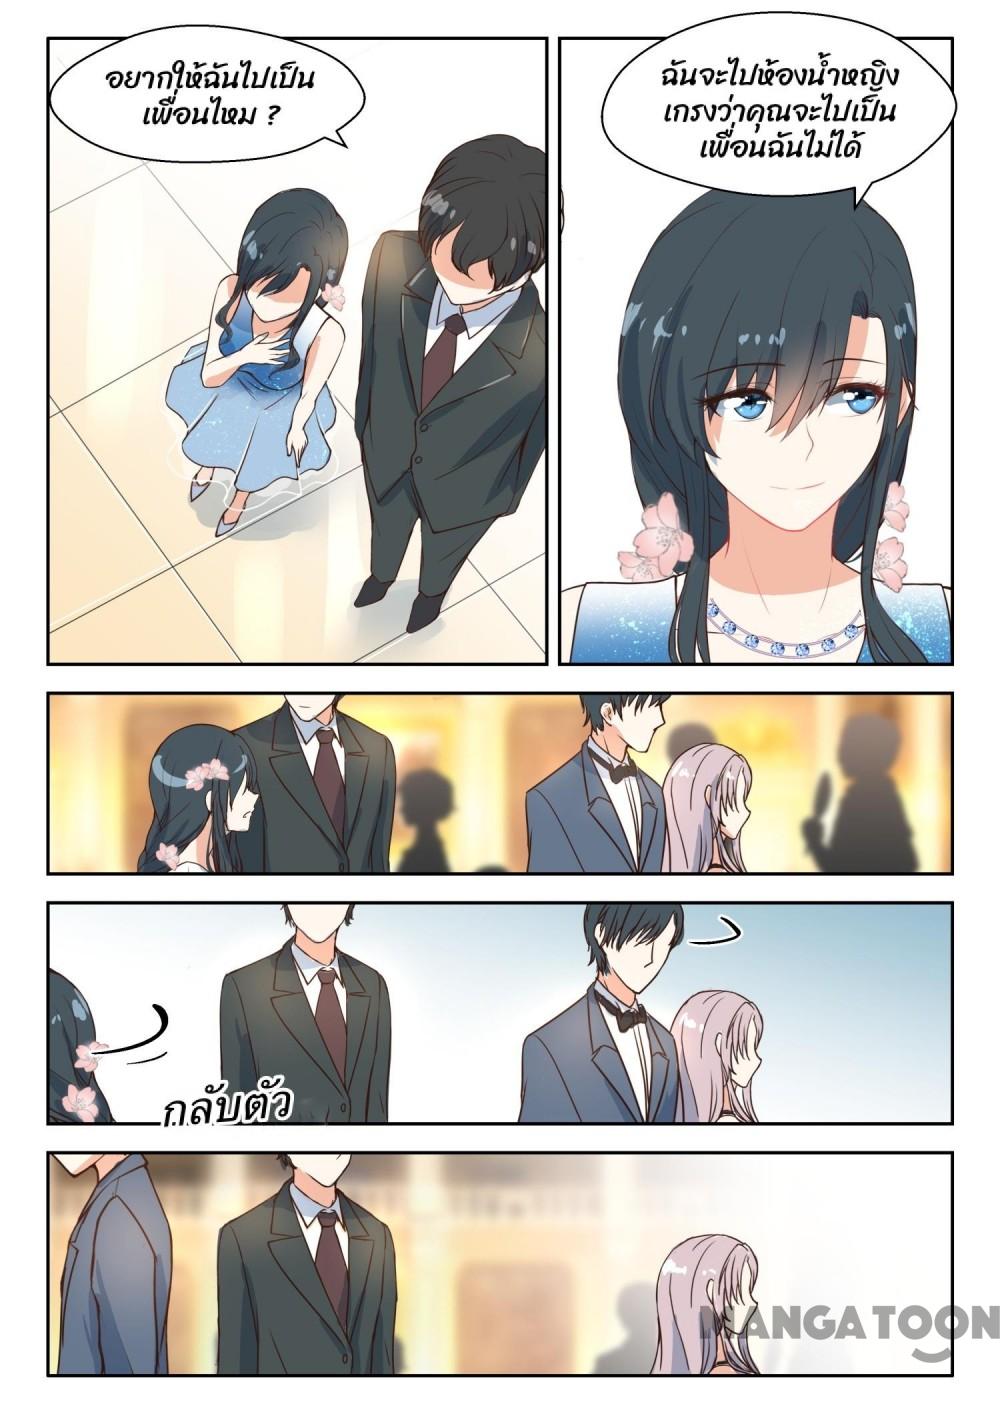 อยากให้ฉันไปเป็น
เพื่อนไหม ?
ฉันจะไปห้องน้ำหญิง
เกรงว่าคุณจะไปเป็น
เพื่อนฉันไม่ได้
กลับตัว
MANGATOON